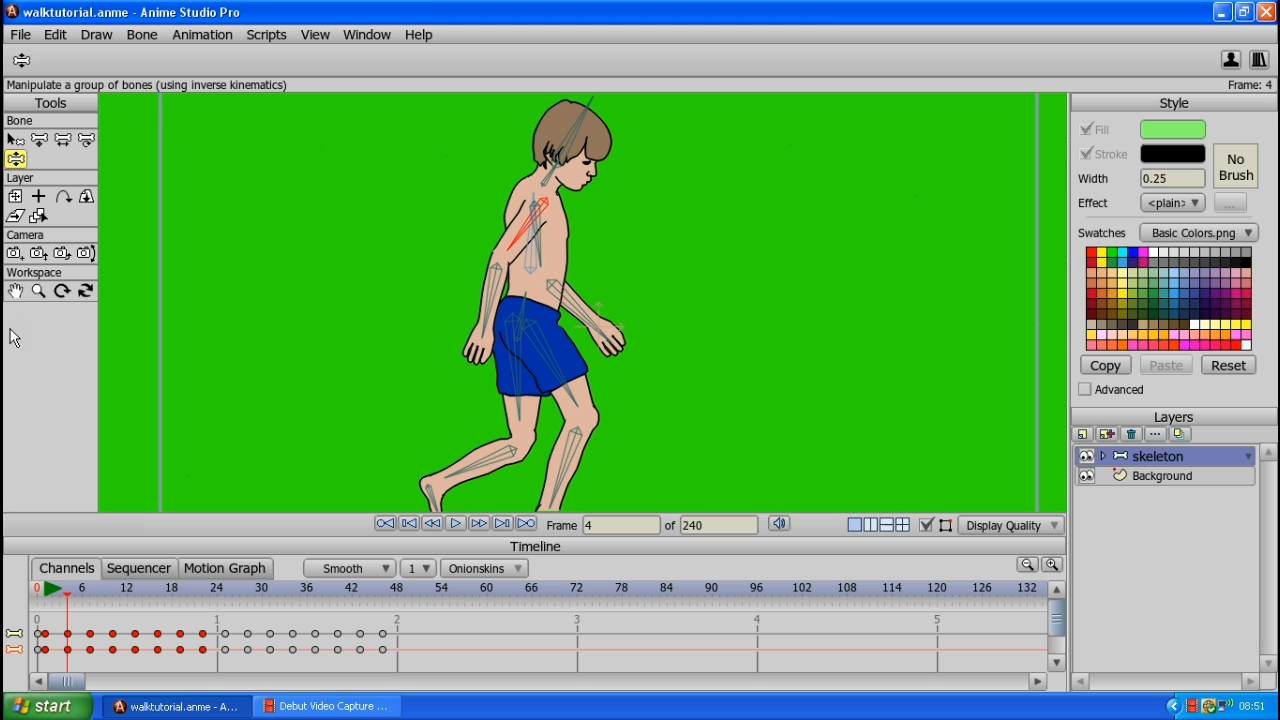 walktutorial.anme - Anime Studio Pro
File Edit Draw Bone Animation Scripts View Window Help
Manipulate a group of bones (using inverse kinematics)
Frame: 4
Tools
Bone
Layer
Camera
Workspace
Style
Fill
Stroke
No Brush
Width 0.25
Effect <plain> ...
Swatches Basic Colors.png
Copy Paste Reset
Advanced
Layers
skeleton
Background
Frame 4 of 240
Display Quality
Timeline
Channels Sequencer Motion Graph Smooth 1 Onionskins
0 6 12 18 24 30 36 42 48 54 60 66 72 78 84 90 96 102 108 114 120 126 132
0 1 2 3 4 5
start
walktutorial.anme - A...
Debut Video Capture ...
08:51